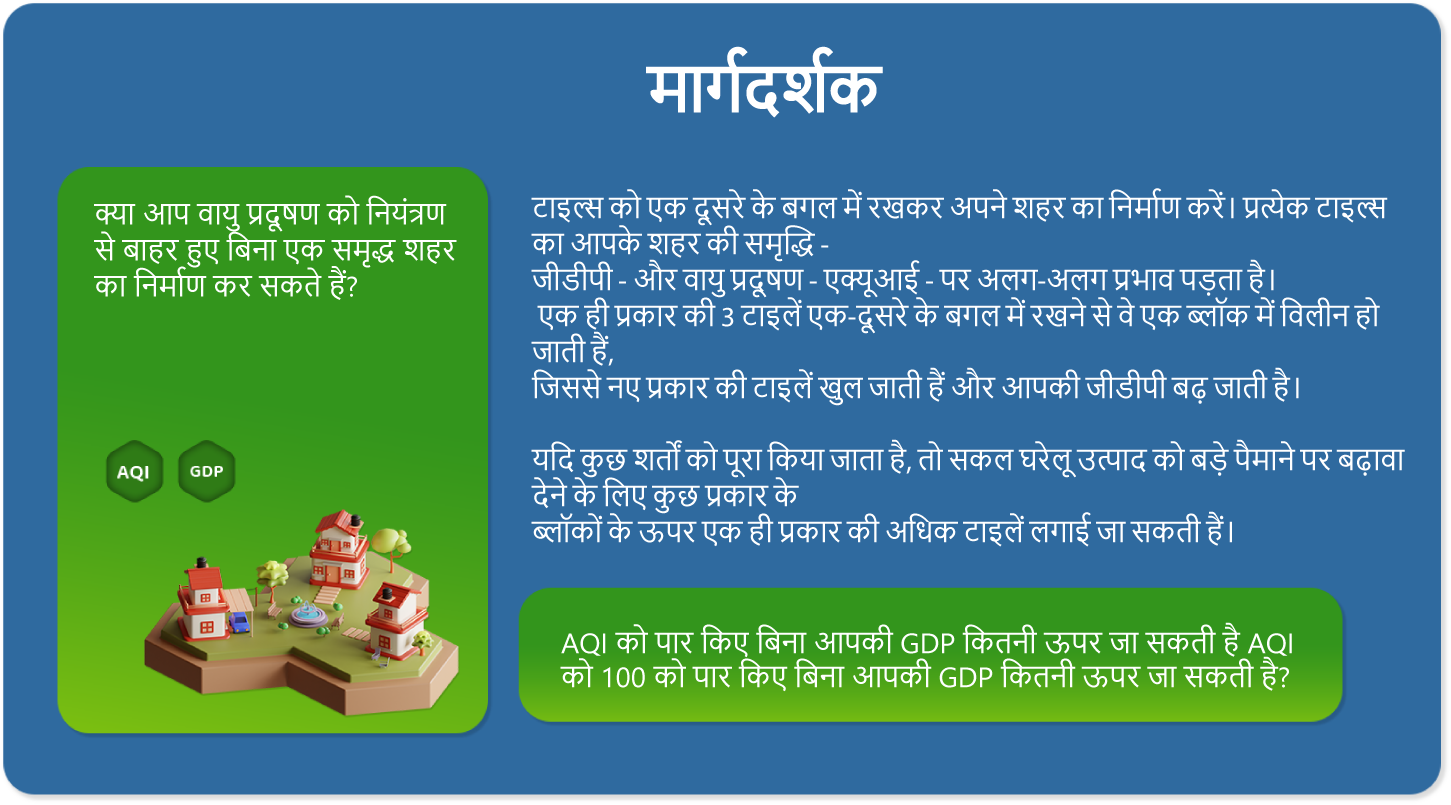 मार्गदर्शक
क्या आप वायु प्रदूषण को नियंत्रण
से बाहर हुए बिना एक समृद्ध शहर
का निर्माण कर सकते हैं?
AQI GDP
टाइल्स को एक दूसरे के बगल में रखकर अपने शहर का निर्माण करें। प्रत्येक टाइल्स
का आपके शहर की समृद्धि -
जीडीपी - और वायु प्रदूषण - एक्यूआई - पर अलग-अलग प्रभाव पड़ता है।
एक ही प्रकार की 3 टाइलें एक-दूसरे के बगल में रखने से वे एक ब्लॉक में विलीन हो
जाती हैं,
जिससे नए प्रकार की टाइलें खुल जाती हैं और आपकी जीडीपी बढ़ जाती है।
यदि कुछ शर्तों को पूरा किया जाता है, तो सकल घरेलू उत्पाद को बड़े पैमाने पर बढ़ावा
देने के लिए कुछ प्रकार के
ब्लॉकों के ऊपर एक ही प्रकार की अधिक टाइलें लगाई जा सकती हैं।
AQI को पार किए बिना आपकी GDP कितनी ऊपर जा सकती है AQI
को 100 को पार किए बिना आपकी GDP कितनी ऊपर जा सकती है?